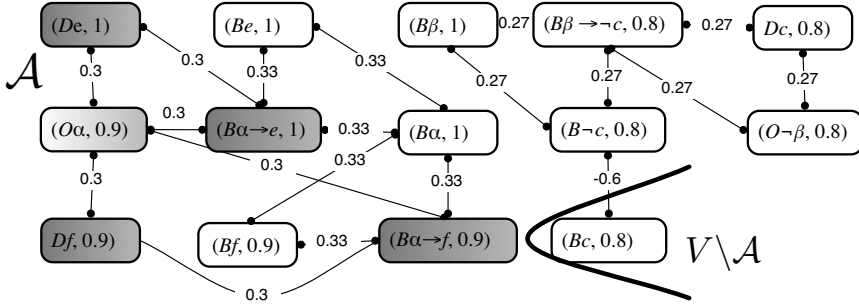 (De, 1) (Be, 1) (Bβ, 1) 0.27 (Bβ →¬c, 0.8) 0.27 Dc, 0.8)
0.3 0.3 0.33 0.33 0.27 0.27 0.27 0.27
𝒜
(Oα, 0.9) 0.3 (Bα→e, 1) 0.33 (Bα, 1) (B¬c, 0.8) (O¬β, 0.8)
0.3 0.3 0.33 0.33 -0.6
Df, 0.9) (Bf, 0.9) 0.33 (Bα→f, 0.9) (Bc, 0.8) V\𝒜
0.3